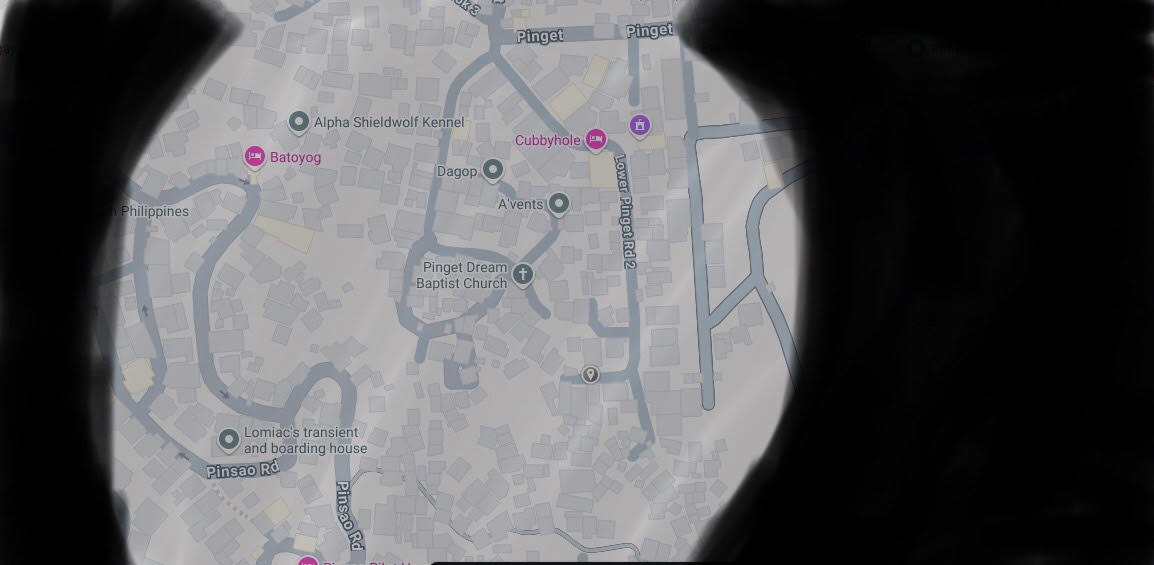 Pinget
Pinget
Alpha Shieldwolf Kennel
Cubbyhole
Batoyog
Dagop
A'vents
Philippines
Lower Pinget Rd 2
Pinget Dream
Baptist Church
Lomiac's transient
and boarding house
Pinsao Rd
Pinsao Rd